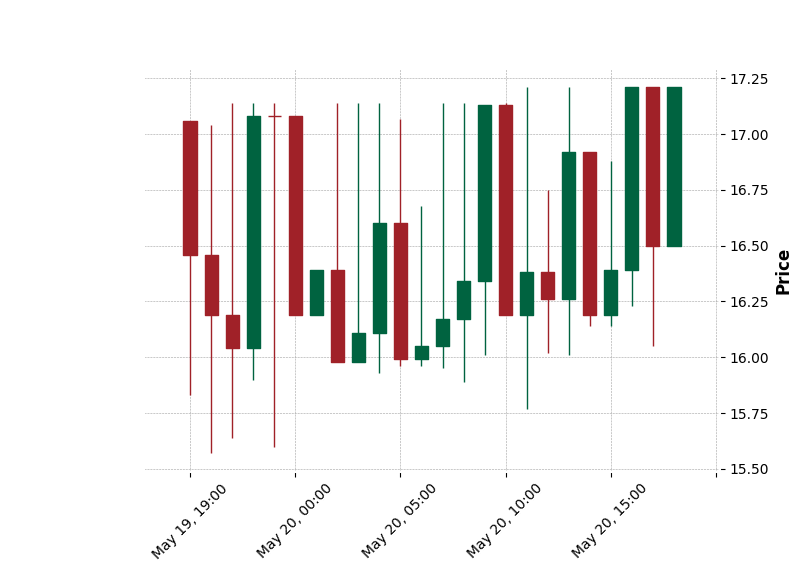 17.25
17.00
16.75
16.50
16.25
16.00
15.75
15.50
Price
May 19, 19:00
May 20, 00:00
May 20, 05:00
May 20, 10:00
May 20, 15:00